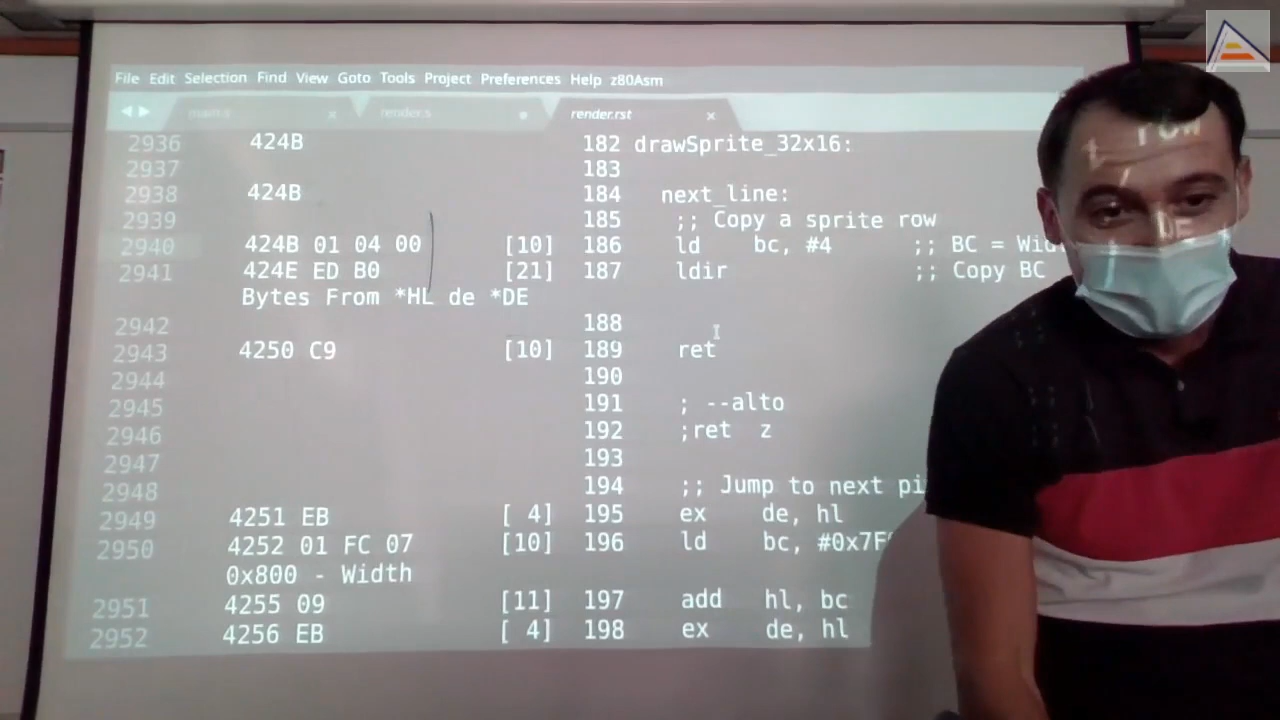 File Edit Selection Find View Goto Tools Project Preferences Help z80Asm
main.s render.s render.rst
2936 424B 182 drawSprite_32x16:
2937 183
2938 424B 184 next_line:
2939 185 ;; Copy a sprite row
2940 424B 01 04 00 [10] 186 ld bc, #4 ;; BC =
2941 424E ED B0 [21] 187 ldir ;; Copy BC
Bytes From *HL de *DE
2942 188
2943 4250 C9 [10] 189 ret
2944 190
2945 191 ; --alto
2946 192 ;ret z
2947 193
2948 194 ;; Jump to next
2949 4251 EB [ 4] 195 ex de, hl
2950 4252 01 FC 07 [10] 196 ld bc,
0x800 - Width
2951 4255 09 [11] 197 add hl, bc
2952 4256 EB [ 4] 198 ex de, hl